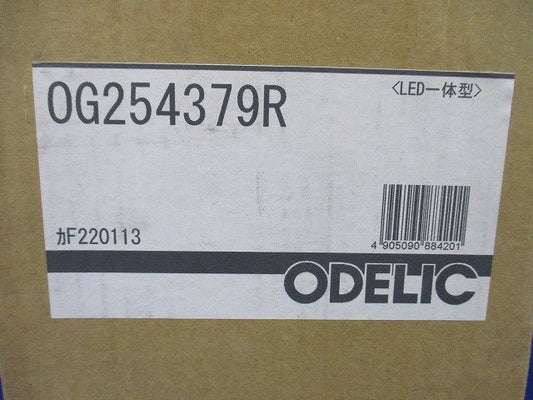 OG254379R
〈LED一体型〉
4 905090 884201
ｶF220113
ODELIC